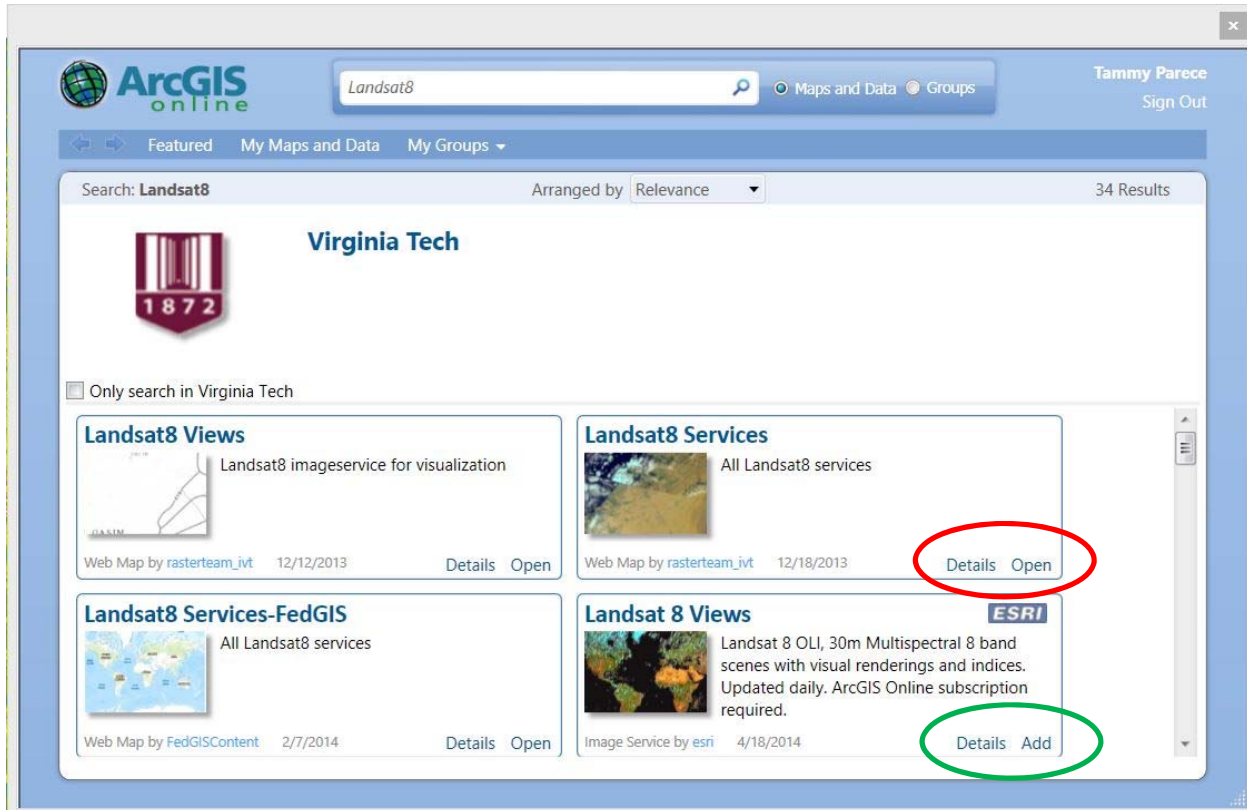 ×
ArcGIS
online
Landsat8
Maps and Data Groups
Tammy Parece
Sign Out
Featured My Maps and Data My Groups
Search: Landsat8 Arranged by Relevance 34 Results
1872
Virginia Tech
Only search in Virginia Tech
Landsat8 Views
Landsat8 imageservice for visualization
Web Map by rasterteam_ivt 12/12/2013 Details Open
Landsat8 Services
All Landsat8 services
Web Map by rasterteam_ivt 12/18/2013 Details Open
Landsat8 Services-FedGIS
All Landsat8 services
Web Map by FedGISContent 2/7/2014 Details Open
Landsat 8 Views ESRI
Landsat 8 OLI, 30m Multispectral 8 band
scenes with visual renderings and indices.
Updated daily. ArcGIS Online subscription
required.
Image Service by esri 4/18/2014 Details Add